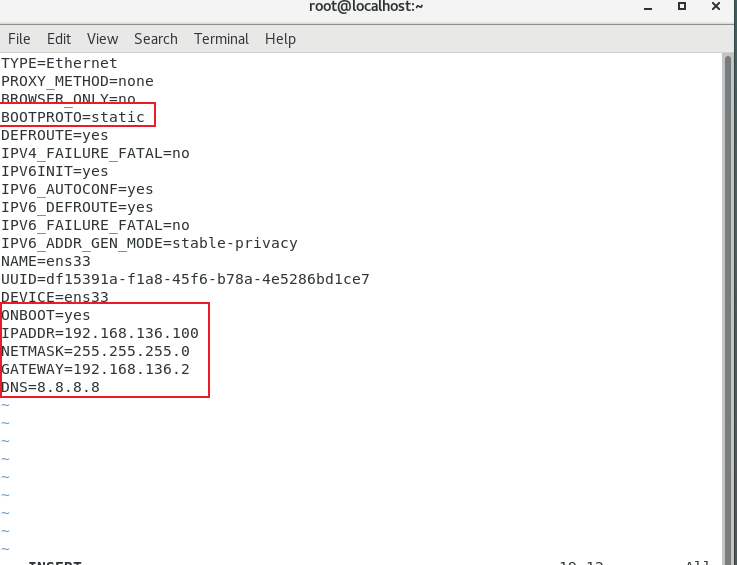 root@localhost:~
File Edit View Search Terminal Help
TYPE=Ethernet
PROXY_METHOD=none
BROWSER_ONLY=no
BOOTPROTO=static
DEFROUTE=yes
IPV4_FAILURE_FATAL=no
IPV6INIT=yes
IPV6_AUTOCONF=yes
IPV6_DEFROUTE=yes
IPV6_FAILURE_FATAL=no
IPV6_ADDR_GEN_MODE=stable-privacy
NAME=ens33
UUID=df15391a-f1a8-45f6-b78a-4e5286bd1ce7
DEVICE=ens33
ONBOOT=yes
IPADDR=192.168.136.100
NETMASK=255.255.255.0
GATEWAY=192.168.136.2
DNS=8.8.8.8
~
~
~
~
~
~
~
~
~
INSERT All